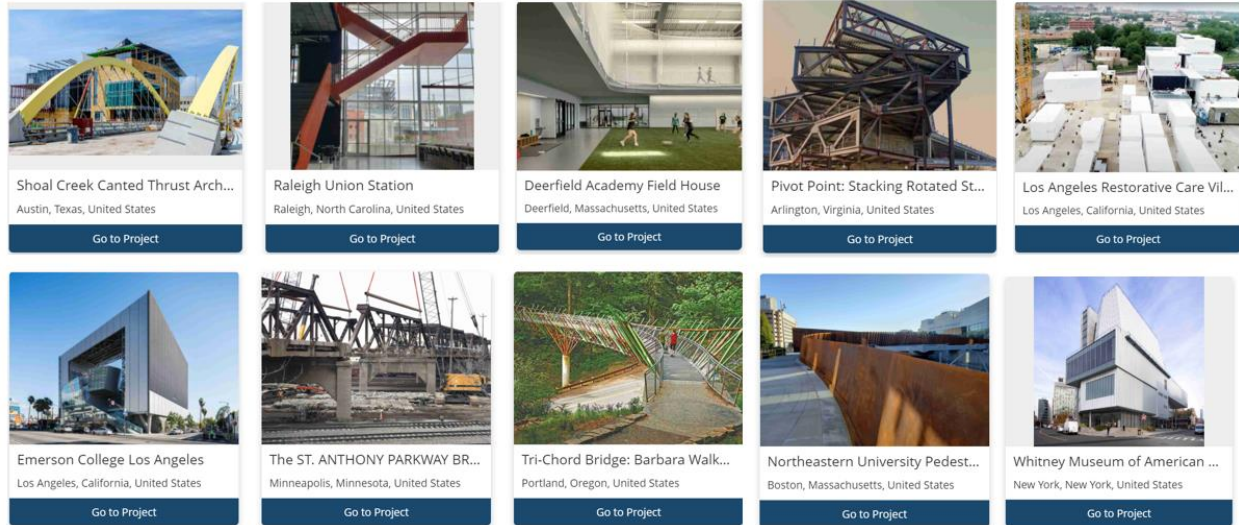 Shoal Creek Canted Thrust Arch...
Austin, Texas, United States
Go to Project
Raleigh Union Station
Raleigh, North Carolina, United States
Go to Project
Deerfield Academy Field House
Deerfield, Massachusetts, United States
Go to Project
Pivot Point: Stacking Rotated St...
Arlington, Virginia, United States
Go to Project
Los Angeles Restorative Care Vil...
Los Angeles, California, United States
Go to Project
Emerson College Los Angeles
Los Angeles, California, United States
Go to Project
The ST. ANTHONY PARKWAY BR...
Minneapolis, Minnesota, United States
Go to Project
Tri-Chord Bridge: Barbara Walk...
Portland, Oregon, United States
Go to Project
Northeastern University Pedest...
Boston, Massachusetts, United States
Go to Project
Whitney Museum of American ...
New York, New York, United States
Go to Project